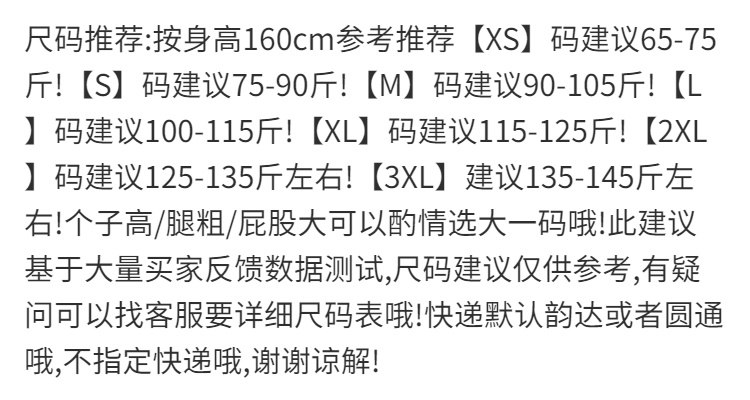 尺码推荐:按身高160cm参考推荐【XS】码建议65-75
斤!【S】码建议75-90斤!【M】码建议90-105斤!【L
】码建议100-115斤!【XL】码建议115-125斤!【2XL
】码建议125-135斤左右!【3XL】建议135-145斤左
右!个子高/腿粗/屁股大可以酌情选大一码哦!此建议
基于大量买家反馈数据测试,尺码建议仅供参考,有疑
问可以找客服要详细尺码表哦!快递默认韵达或者圆通
哦,不指定快递哦,谢谢谅解!